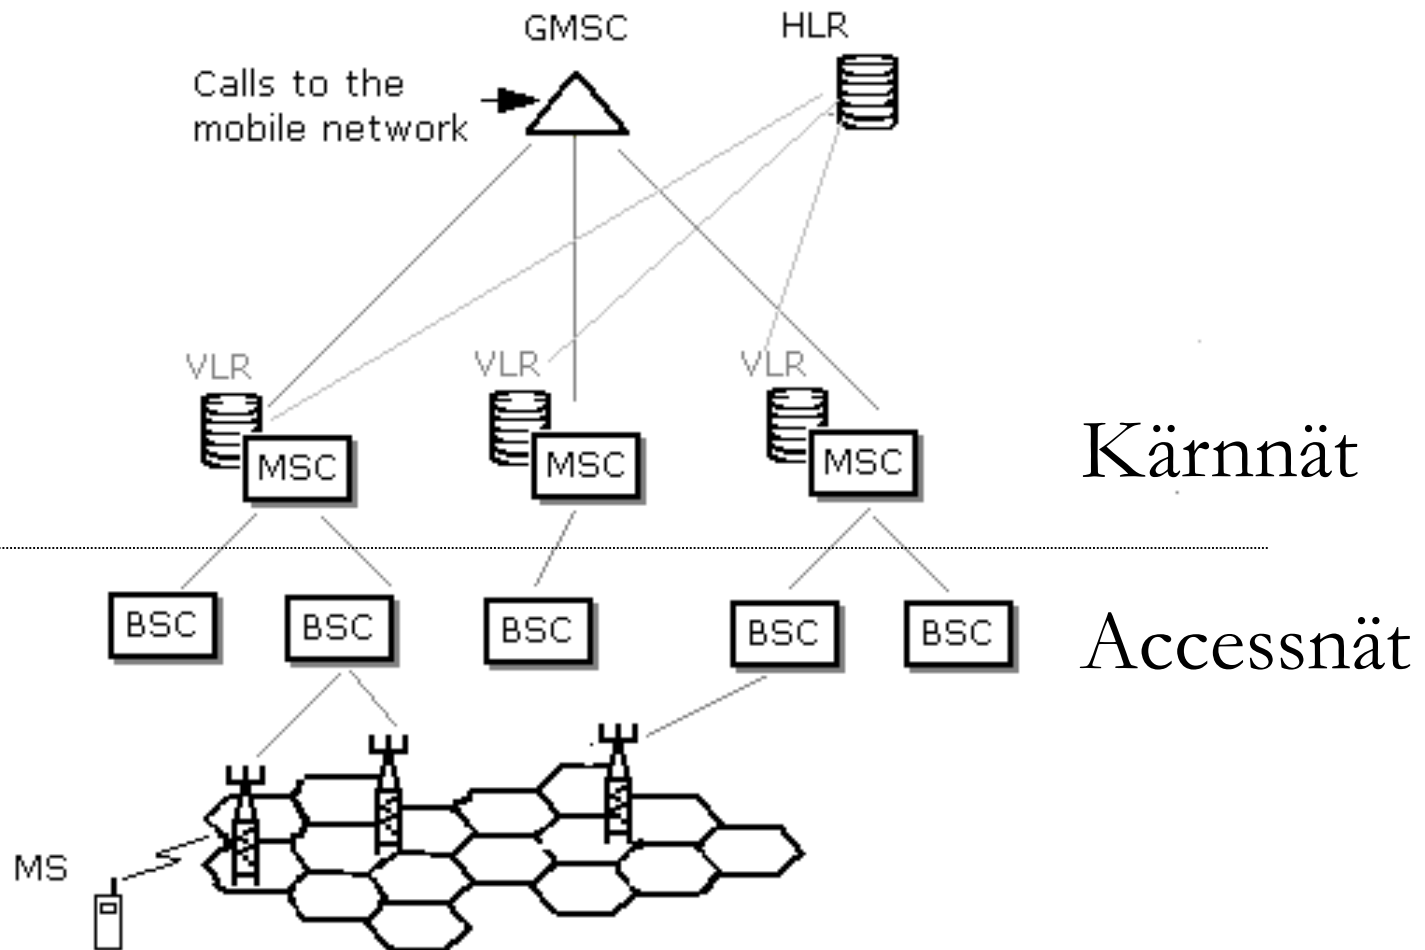 GMSC
HLR
Calls to the
mobile network
VLR
VLR
VLR
MSC
MSC
MSC
Kärnnät
BSC
BSC
BSC
BSC
BSC
Accessnät
MS